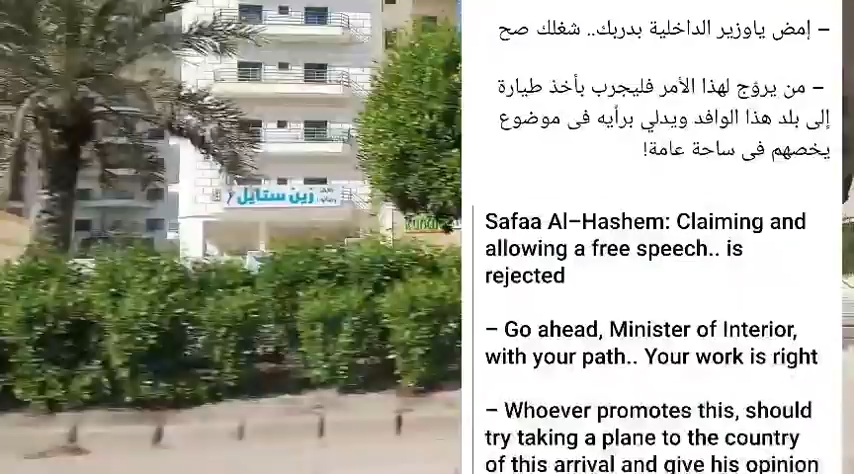 زين ستايل
– إمض ياوزير الداخلية بدربك.. شغلك صح
– من يروّج لهذا الأمر فليجرب بأخذ طيارة
إلى بلد هذا الوافد ويدلي برأيه فى موضوع
يخصهم فى ساحة عامة!
Safaa Al–Hashem: Claiming and
allowing a free speech.. is
rejected
– Go ahead, Minister of Interior,
with your path.. Your work is right
– Whoever promotes this, should
try taking a plane to the country
of this arrival and give his opinion